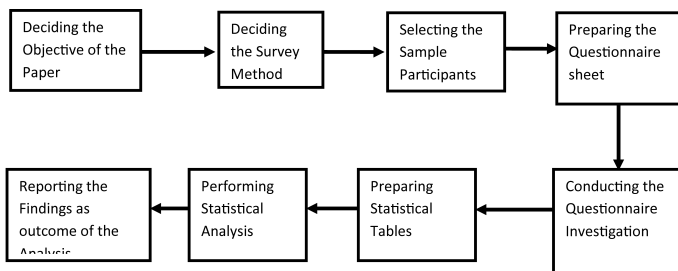 Deciding the
Objective of the
Paper
Deciding
the Survey
Method
Selecting the
Sample
Participants
Preparing the
Questionnaire
sheet
Conducting the
Questionnaire
Investigation
Preparing
Statistical
Tables
Performing
Statistical
Analysis
Reporting the
Findings as
outcome of the
Analysis